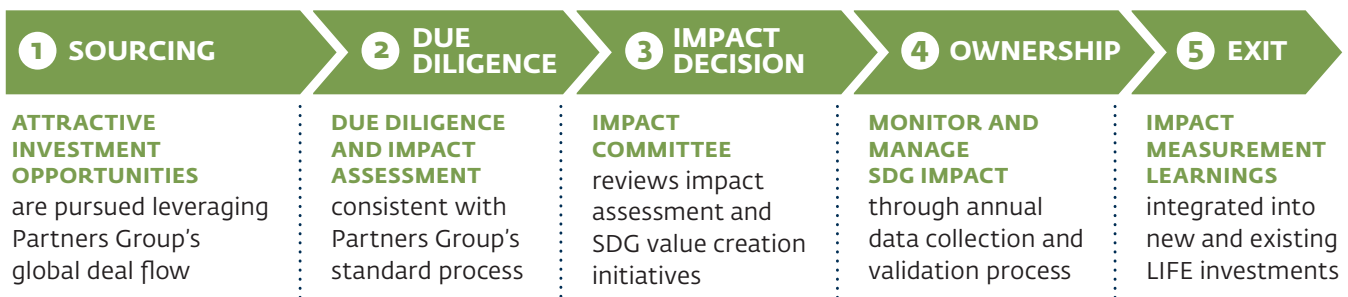 1 SOURCING
2 DUE
DILIGENCE
3 IMPACT
DECISION
4 OWNERSHIP
5 EXIT
ATTRACTIVE
INVESTMENT
OPPORTUNITIES
are pursued leveraging
Partners Group's
global deal flow
DUE DILIGENCE
AND IMPACT
ASSESSMENT
consistent with
Partners Group's
standard process
IMPACT
COMMITTEE
reviews impact
assessment and
SDG value creation
initiatives
MONITOR AND
MANAGE
SDG IMPACT
through annual
data collection and
validation process
IMPACT
MEASUREMENT
LEARNINGS
integrated into
new and existing
LIFE investments